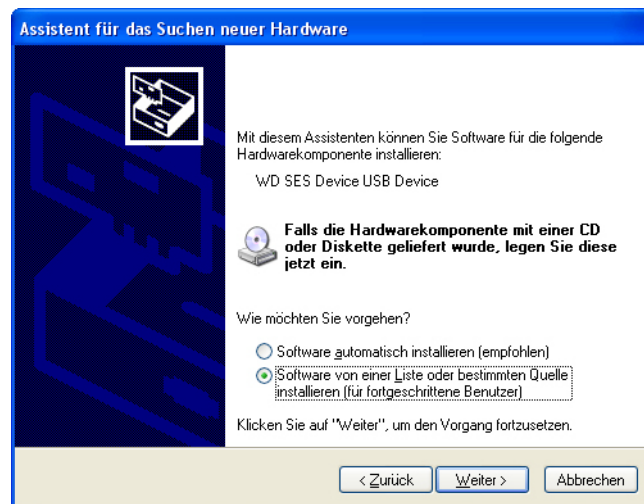 Assistent für das Suchen neuer Hardware
Mit diesem Assistenten können Sie Software für die folgende
Hardwarekomponente installieren:
WD SES Device USB Device
Falls die Hardwarekomponente mit einer CD
oder Diskette geliefert wurde, legen Sie diese
jetzt ein.
Wie möchten Sie vorgehen?
Software automatisch installieren (empfohlen)
Software von einer Liste oder bestimmten Quelle
installieren (für fortgeschrittene Benutzer)
Klicken Sie auf "Weiter", um den Vorgang fortzusetzen.
< Zurück Weiter > Abbrechen